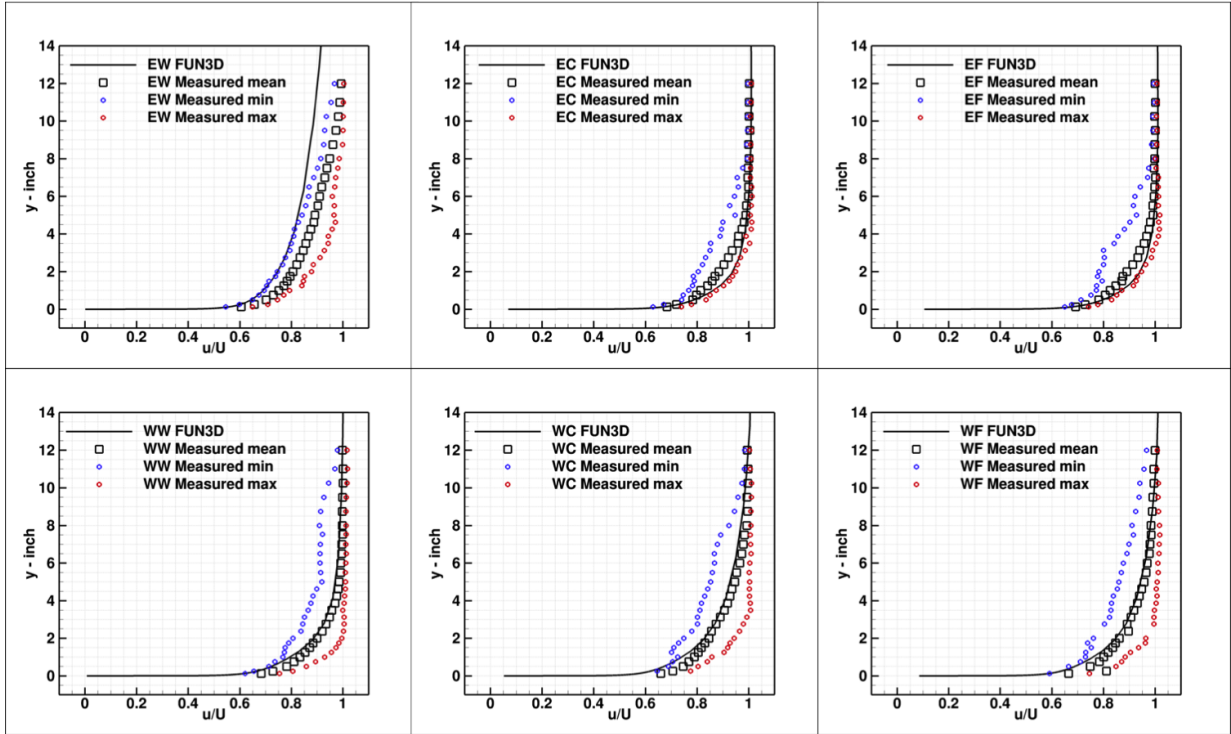 14
12
10
8
6
4
2
0
y - inch
EW FUN3D
EW Measured mean
EW Measured min
EW Measured max
0 0.2 0.4 0.6 0.8 1
u/U
14
12
10
8
6
4
2
0
y - inch
EC FUN3D
EC Measured mean
EC Measured min
EC Measured max
0 0.2 0.4 0.6 0.8 1
u/U
14
12
10
8
6
4
2
0
y - inch
EF FUN3D
EF Measured mean
EF Measured min
EF Measured max
0 0.2 0.4 0.6 0.8 1
u/U
14
12
10
8
6
4
2
0
y - inch
WW FUN3D
WW Measured mean
WW Measured min
WW Measured max
0 0.2 0.4 0.6 0.8 1
u/U
14
12
10
8
6
4
2
0
y - inch
WC FUN3D
WC Measured mean
WC Measured min
WC Measured max
0 0.2 0.4 0.6 0.8 1
u/U
14
12
10
8
6
4
2
0
y - inch
WF FUN3D
WF Measured mean
WF Measured min
WF Measured max
0 0.2 0.4 0.6 0.8 1
u/U